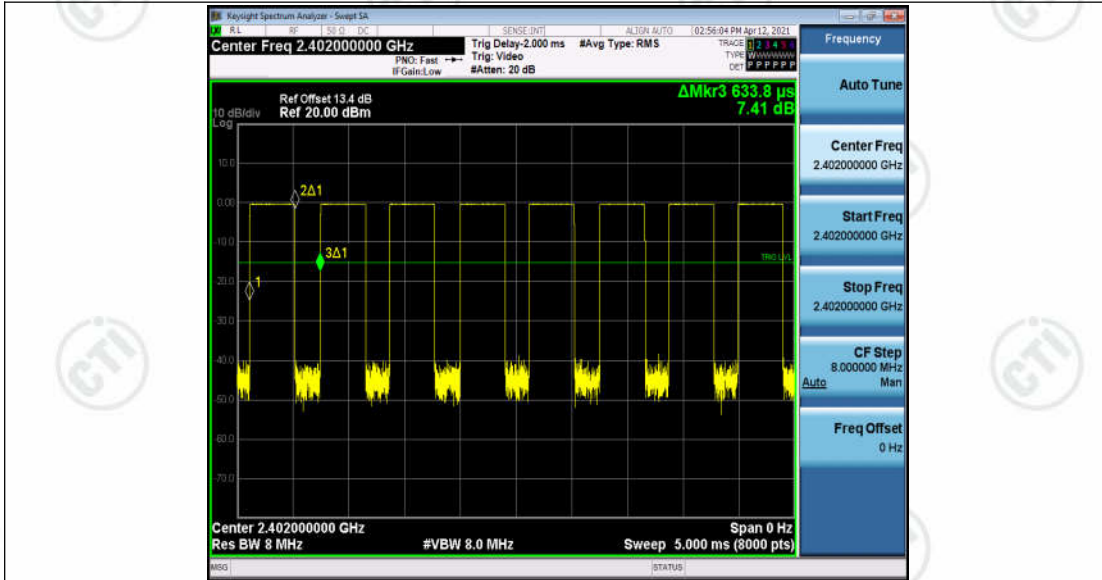 Keysight Spectrum Analyzer - Swept SA
RL RF 50 Ω DC SENSE:INT ALIGN AUTO 02:56:04 PM Apr 12, 2021
Center Freq 2.402000000 GHz
PNO: Fast
IFGain:Low
Trig Delay-2.000 ms
Trig: Video
#Atten: 20 dB
#Avg Type: RMS
TRACE 1 2 3 4 5 6
TYPE WWWWWW
DET P P P P P P
Frequency
Ref Offset 13.4 dB
10 dB/div Ref 20.00 dBm
Log
ΔMkr3 633.8 µs
7.41 dB
10.0
0.00
-10.0
-20.0
-30.0
-40.0
-50.0
-60.0
-70.0
2Δ1
3Δ1
1
TRIG LVL
Center 2.402000000 GHz Span 0 Hz
Res BW 8 MHz #VBW 8.0 MHz Sweep 5.000 ms (8000 pts)
MSG STATUS
Auto Tune
Center Freq
2.402000000 GHz
Start Freq
2.402000000 GHz
Stop Freq
2.402000000 GHz
CF Step
8.000000 MHz
Auto Man
Freq Offset
0 Hz
CTI
CTI